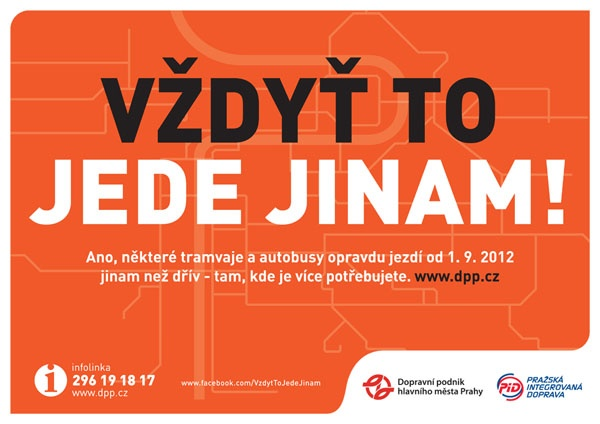 VŽDYŤ TO
JEDE JINAM!
Ano, některé tramvaje a autobusy opravdu jezdí od 1. 9. 2012
jinam než dřív - tam, kde je více potřebujete. www.dpp.cz
i
infolinka
296 19 18 17
www.dpp.cz
www.facebook.com/VzdytToJedeJinam
Dopravní podnik
hlavního města Prahy
PID
PRAŽSKÁ
INTEGROVANÁ
DOPRAVA